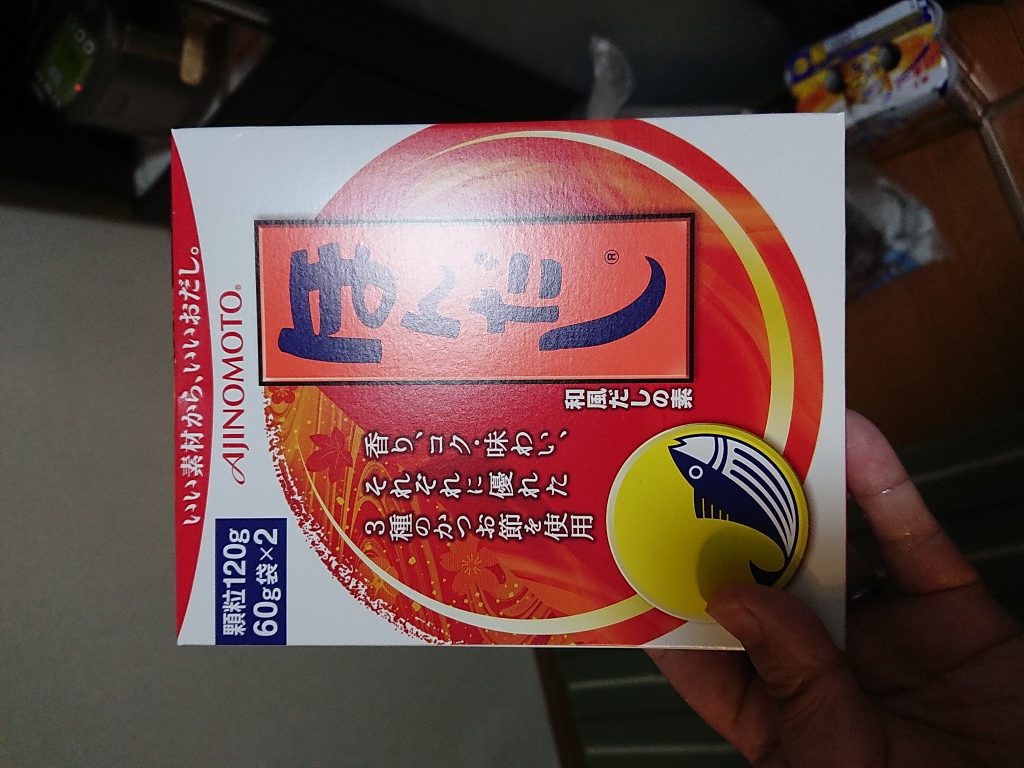 いい素材から、いいおだし。
AJINOMOTO®
ほんだし®
和風だしの素
香り、コク・味わい、
それぞれに優れた
3種のかつお節を使用
顆粒120g
60g袋×2